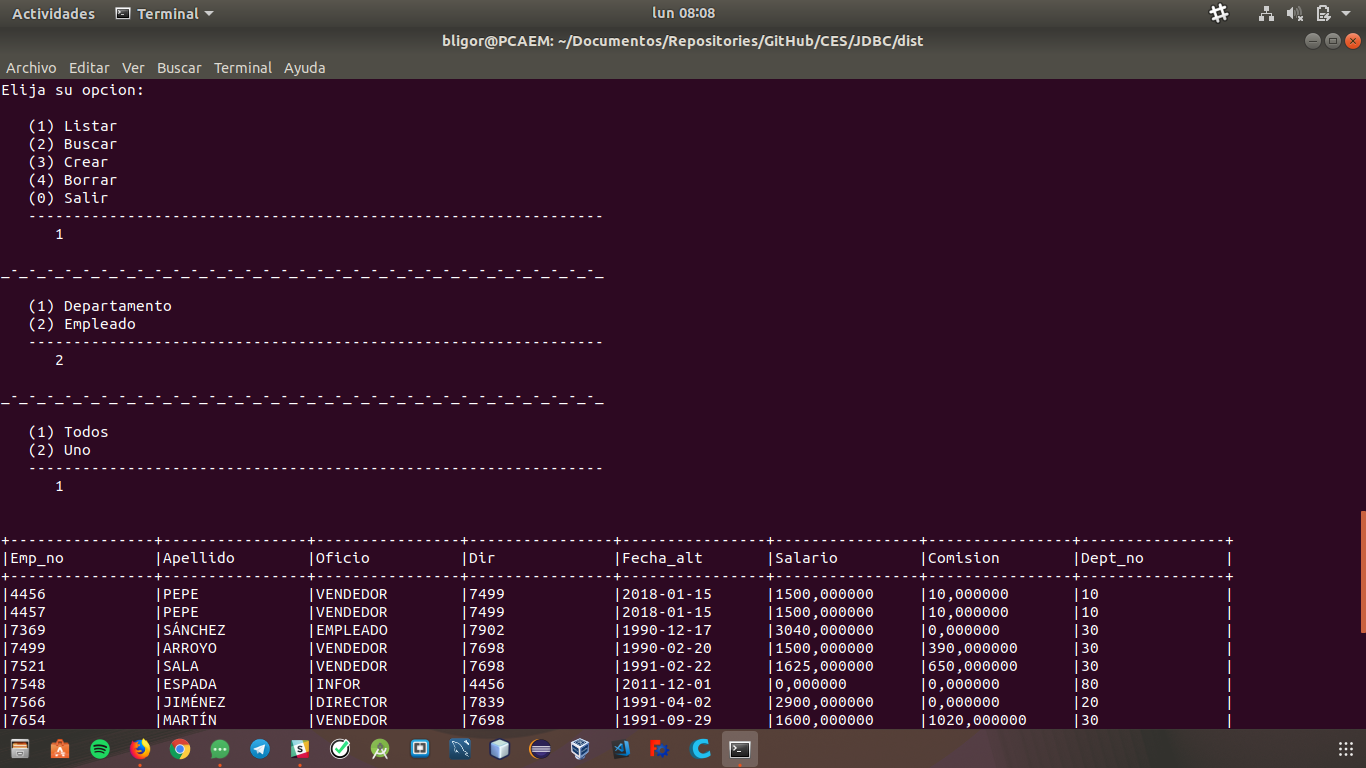 Actividades Terminal lun 08:08
bligor@PCAEM: ~/Documentos/Repositories/GitHub/CES/JDBC/dist
Archivo Editar Ver Buscar Terminal Ayuda
Elija su opcion:
(1) Listar
(2) Buscar
(3) Crear
(4) Borrar
(0) Salir
----------------------------------------------------------------
1
_-_-_-_-_-_-_-_-_-_-_-_-_-_-_-_-_-_-_-_-_-_-_-_-_-_-_-_-_-_-_-_-_-_
(1) Departamento
(2) Empleado
----------------------------------------------------------------
2
_-_-_-_-_-_-_-_-_-_-_-_-_-_-_-_-_-_-_-_-_-_-_-_-_-_-_-_-_-_-_-_-_-_
(1) Todos
(2) Uno
----------------------------------------------------------------
1
+----------------+----------------+----------------+----------------+----------------+----------------+----------------+----------------+
|Emp_no |Apellido |Oficio |Dir |Fecha_alt |Salario |Comision |Dept_no |
+----------------+----------------+----------------+----------------+----------------+----------------+----------------+----------------+
|4456 |PEPE |VENDEDOR |7499 |2018-01-15 |1500,000000 |10,000000 |10 |
|4457 |PEPE |VENDEDOR |7499 |2018-01-15 |1500,000000 |10,000000 |10 |
|7369 |SÁNCHEZ |EMPLEADO |7902 |1990-12-17 |3040,000000 |0,000000 |30 |
|7499 |ARROYO |VENDEDOR |7698 |1990-02-20 |1500,000000 |390,000000 |30 |
|7521 |SALA |VENDEDOR |7698 |1991-02-22 |1625,000000 |650,000000 |30 |
|7548 |ESPADA |INFOR |4456 |2011-12-01 |0,000000 |0,000000 |80 |
|7566 |JIMÉNEZ |DIRECTOR |7839 |1991-04-02 |2900,000000 |0,000000 |20 |
|7654 |MARTÍN |VENDEDOR |7698 |1991-09-29 |1600,000000 |1020,000000 |30 |